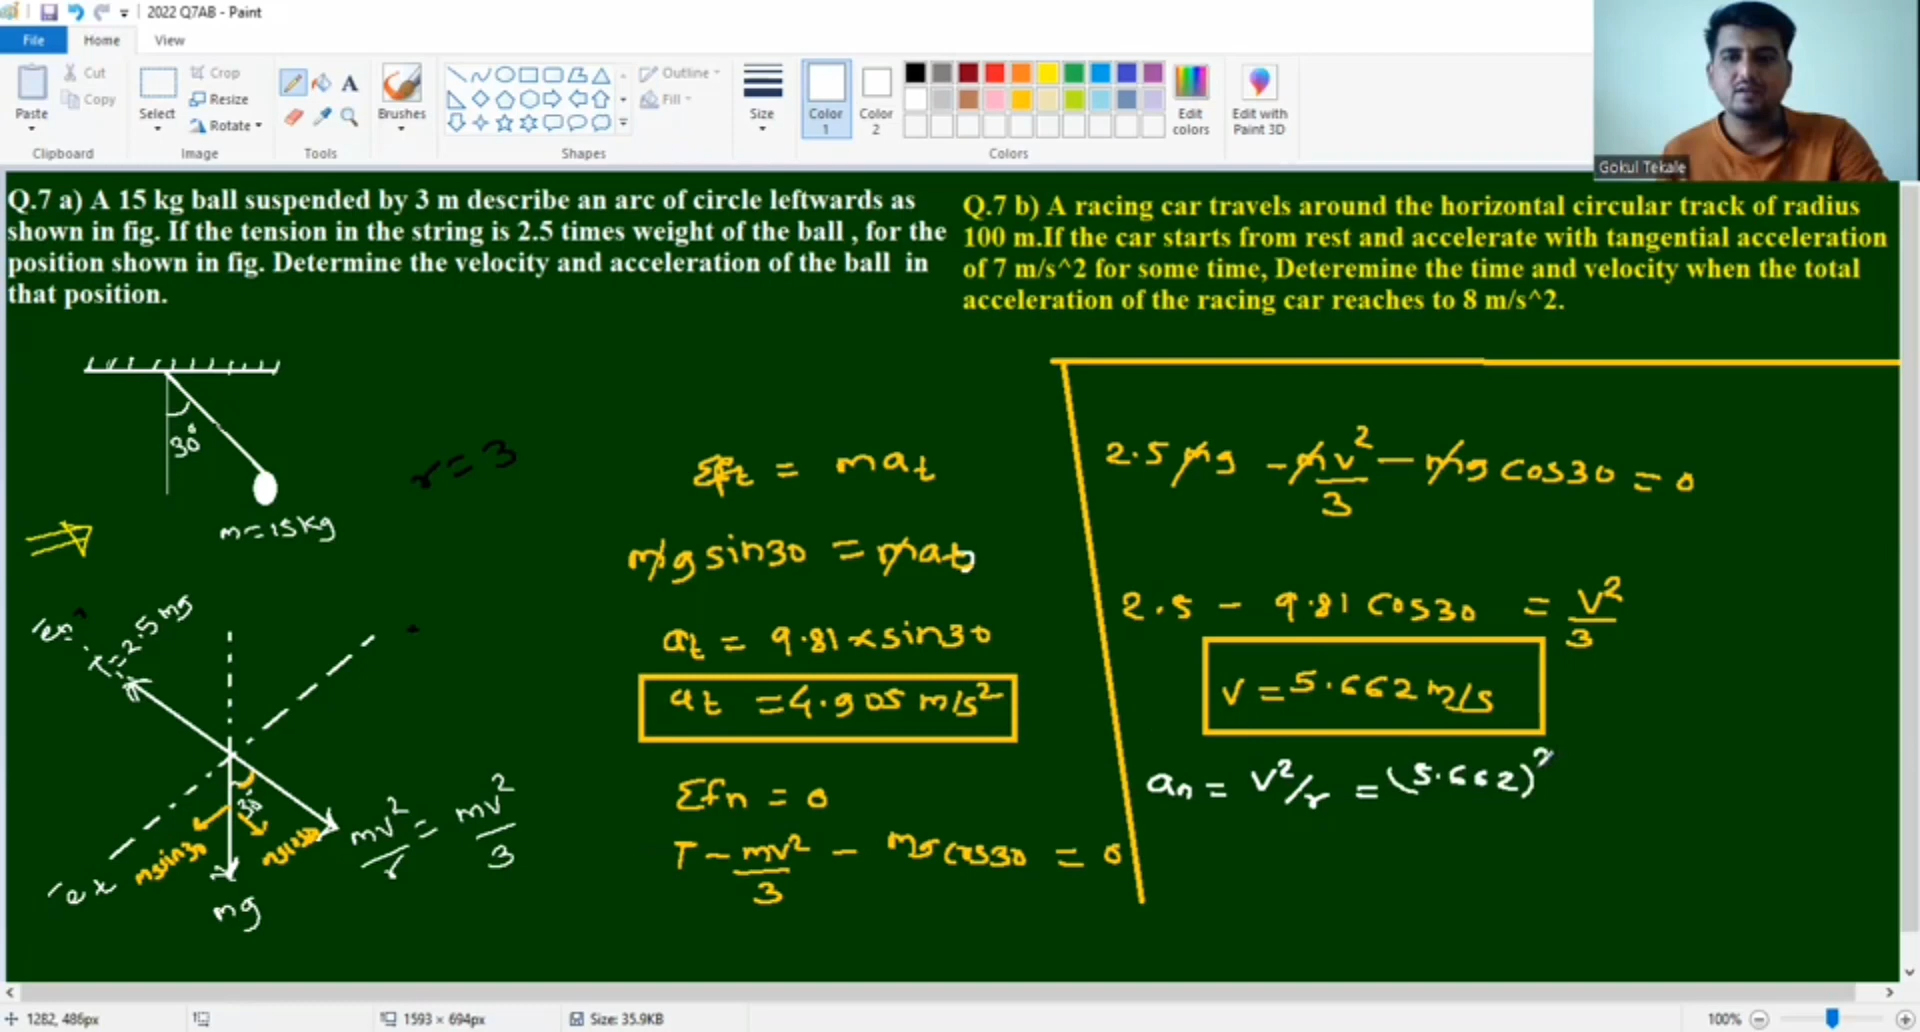 2022 Q7AB - Paint
File Home View
Paste Cut Copy Clipboard
Select Crop Resize Rotate Image
Tools
Brushes
Outline Fill Shapes
Size
Color 1 Color 2 Edit colors Edit with Paint 3D Colors
Gokul Tekale
Q.7 a) A 15 kg ball suspended by 3 m describe an arc of circle leftwards as
shown in fig. If the tension in the string is 2.5 times weight of the ball , for the
position shown in fig. Determine the velocity and acceleration of the ball in
that position.
Q.7 b) A racing car travels around the horizontal circular track of radius
100 m.If the car starts from rest and accelerate with tangential acceleration
of 7 m/s^2 for some time, Deteremine the time and velocity when the total
acceleration of the racing car reaches to 8 m/s^2.
30°
m=15kg
r=3
T=2.5mg
30
mgsin30
mg
mv²/r = mv²/3
Σft = mat
mgsin30 = mat
at = 9.81×sin30
at = 4.905 m/s²
Σfn = 0
T - mv²/3 - mgcos30 = 0
2.5mg - mv²/3 - mgcos30 = 0
2.5 - 9.81 cos30 = v²/3
v = 5.662 m/s
an = v²/r = (5.662)²
1282, 486px
1593 × 694px
Size: 35.9KB
100%